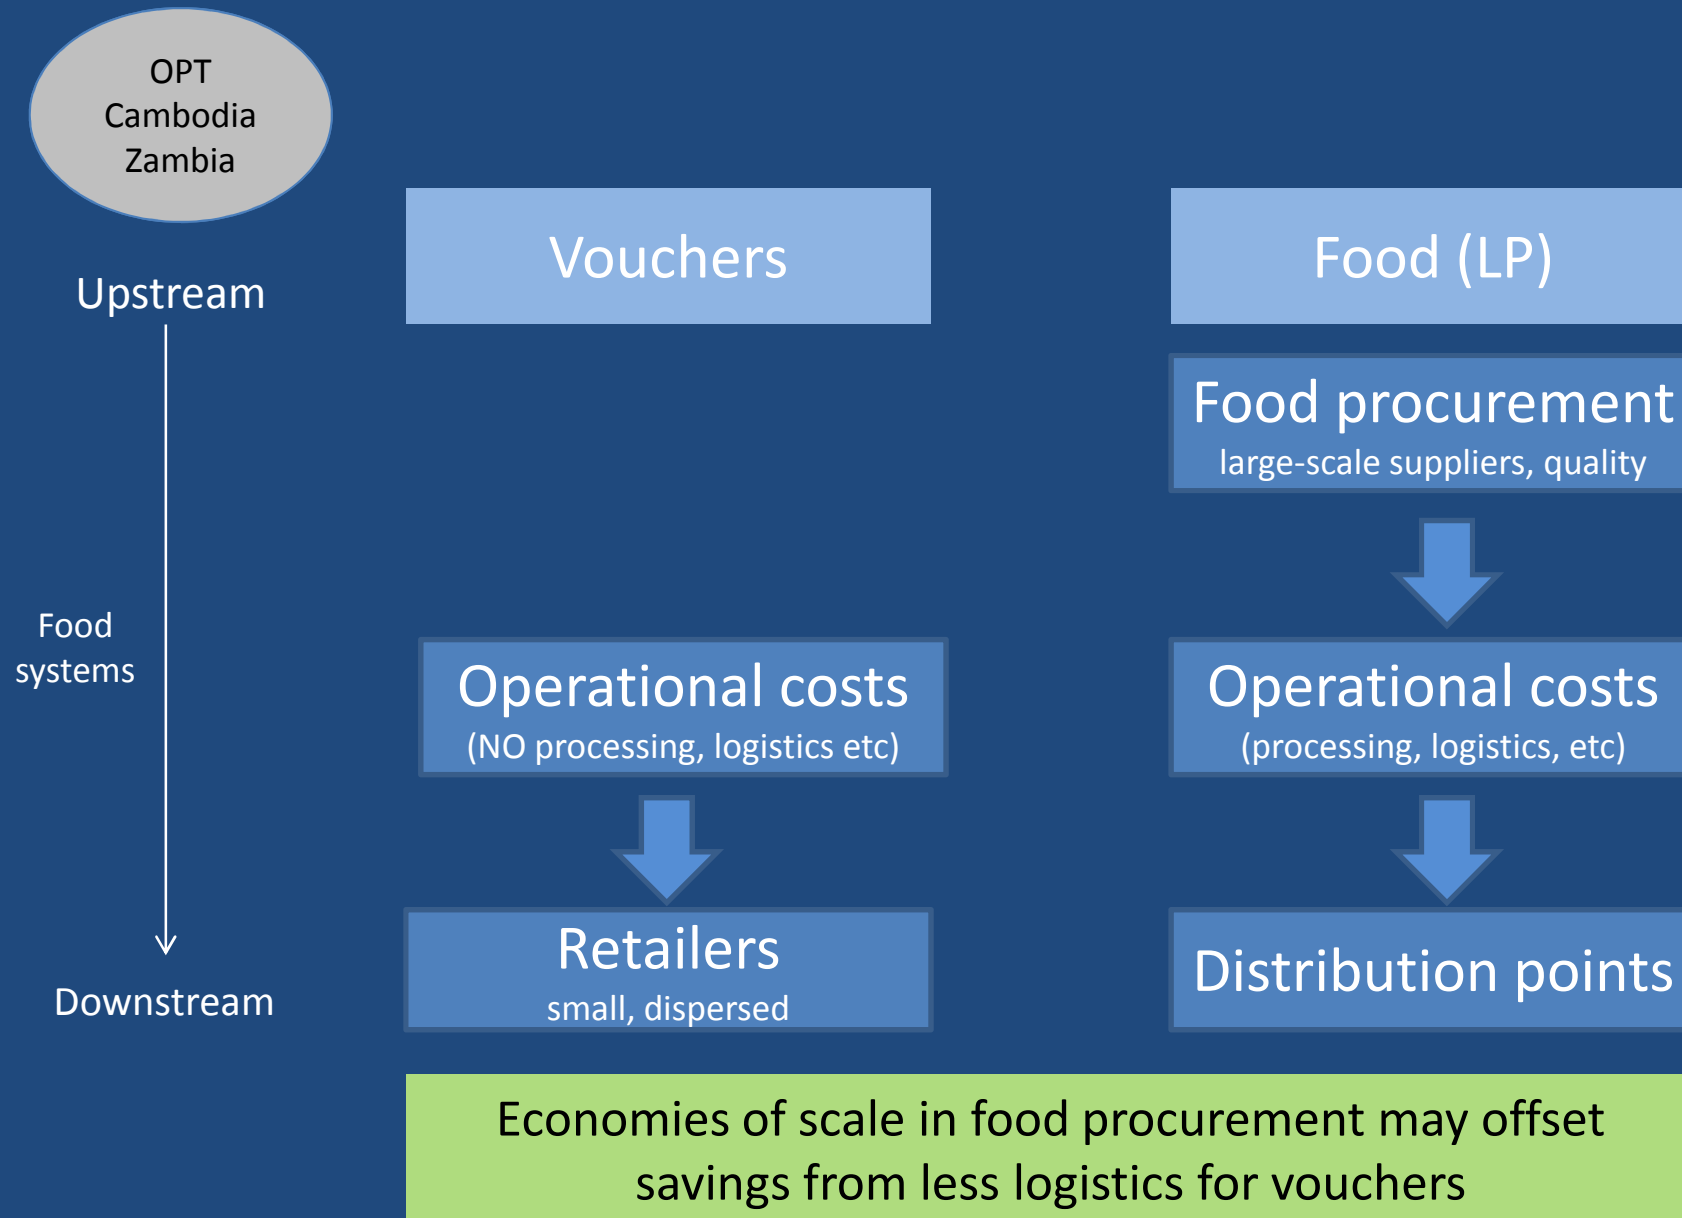 OPT
Cambodia
Zambia
Vouchers
Food (LP)
Upstream
Food procurement
large-scale suppliers, quality
Food
systems
Operational costs
(NO processing, logistics etc)
Operational costs
(processing, logistics, etc)
Retailers
small, dispersed
Distribution points
Downstream
Economies of scale in food procurement may offset
savings from less logistics for vouchers